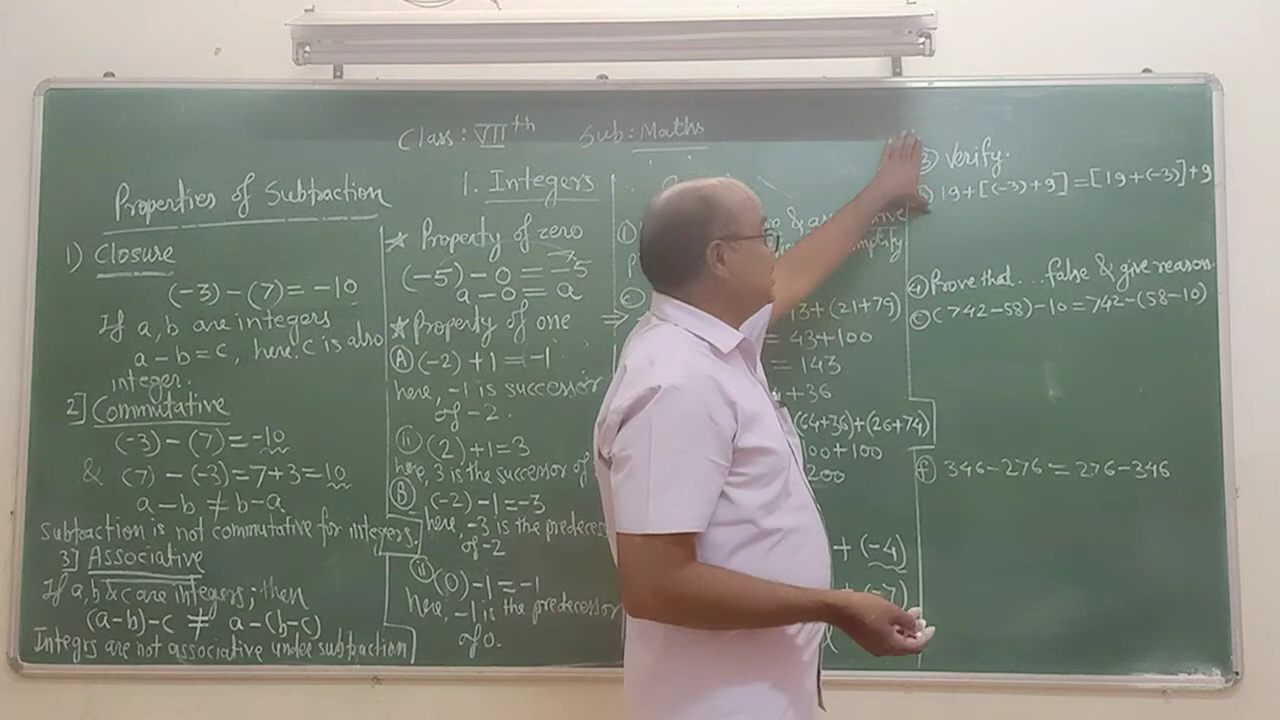 Class: VIIth Sub: Maths
Properties of Subtraction
1) Closure
(-3)-(7)= -10
If a, b are integers
a-b=c, here. c is also
integer.
2] Commutative
(-3)-(7)=-10
& (7)-(-3)=7+3=10
a-b ≠ b-a
Subtraction is not commutative for integers.
3] Associative
If a, b & c are integers; then
(a-b)-c ≠ a-(b-c)
Integrs are not associative under subtraction
1. Integers
★ Property of zero
(-5)-0=-5
a-0=a
★ Property of one
(A) (-2)+1=-1
here, -1 is successor
of -2.
(ii) (2)+1=3
here, 3 is the successor of
(B) (-2)-1=-3
here, -3 is the predeces
of -2
(ii) (0)-1=-1
here, -1 is the predecessor
of 0.
(i)
&
13+(21+79)
= 43+100
= 143
+36
(64+36)+(26+74)
00+100
200
+(-4)
(-7)
(3) Verify.
19+[(-3)+9]=[19+(-3)]+9
(4) Prove that... false & give reason.
(c) (742-58)-10=742-(58-10)
(f) 346-276=276-346